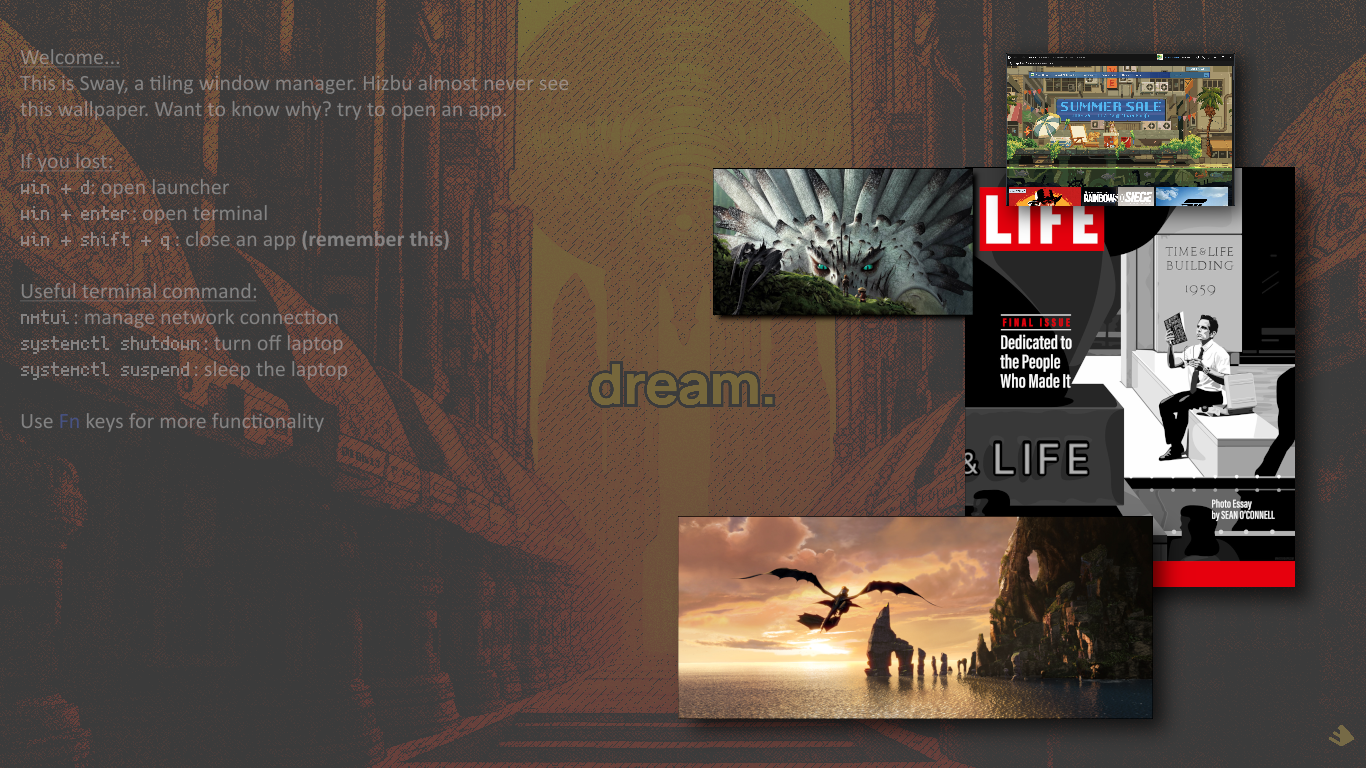 Welcome...
This is Sway, a tiling window manager. Hizbu almost never see
this wallpaper. Want to know why? try to open an app.
If you lost:
win + d: open launcher
win + enter: open terminal
win + shift + q: close an app (remember this)
Useful terminal command:
nmtui: manage network connection
systemctl shutdown: turn off laptop
systemctl suspend: sleep the laptop
Use Fn keys for more functionality
dream.
SUMMER SALE
RAINBOW SIEGE
LIFE
TIME & LIFE
BUILDING
1959
FINAL ISSUE
Dedicated to
the People
Who Made It
& LIFE
Photo Essay
by SEAN O'CONNELL